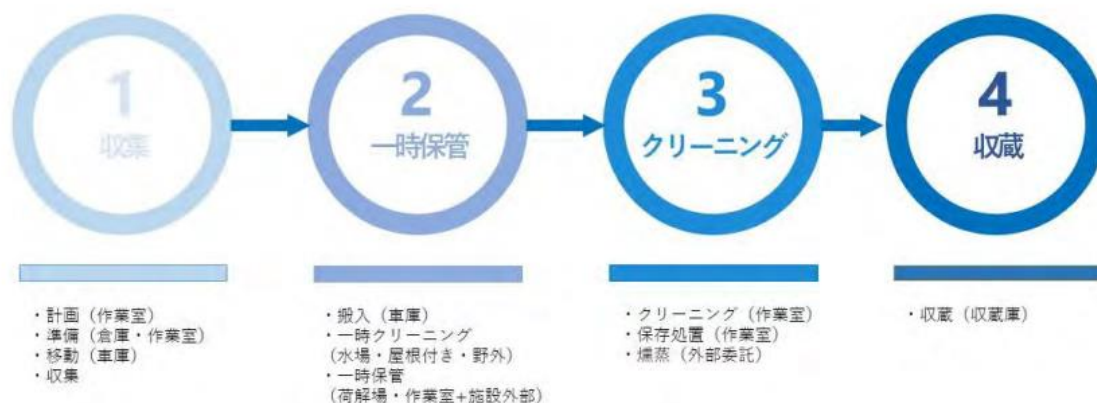 1
収集
2
一時保管
3
クリーニング
4
収蔵
・計画（作業室）
・準備（倉庫・作業室）
・移動（車庫）
・収集
・搬入（車庫）
・一時クリーニング
（水場・屋根付き・野外）
・一時保管
（荷解場・作業室+施設外部）
・クリーニング（作業室）
・保存処置（作業室）
・燻蒸（外部委託）
・収蔵（収蔵庫）